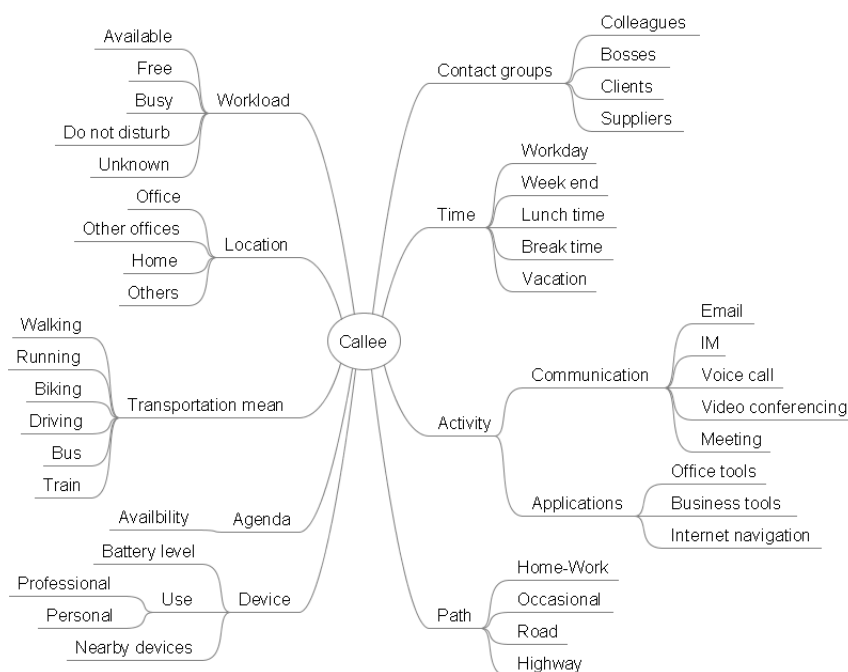 Callee
Workload
Available
Free
Busy
Do not disturb
Unknown
Location
Office
Other offices
Home
Others
Transportation mean
Walking
Running
Biking
Driving
Bus
Train
Agenda
Availbility
Device
Battery level
Use
Professional
Personal
Nearby devices
Contact groups
Colleagues
Bosses
Clients
Suppliers
Time
Workday
Week end
Lunch time
Break time
Vacation
Activity
Communication
Email
IM
Voice call
Video conferencing
Meeting
Applications
Office tools
Business tools
Internet navigation
Path
Home-Work
Occasional
Road
Highway